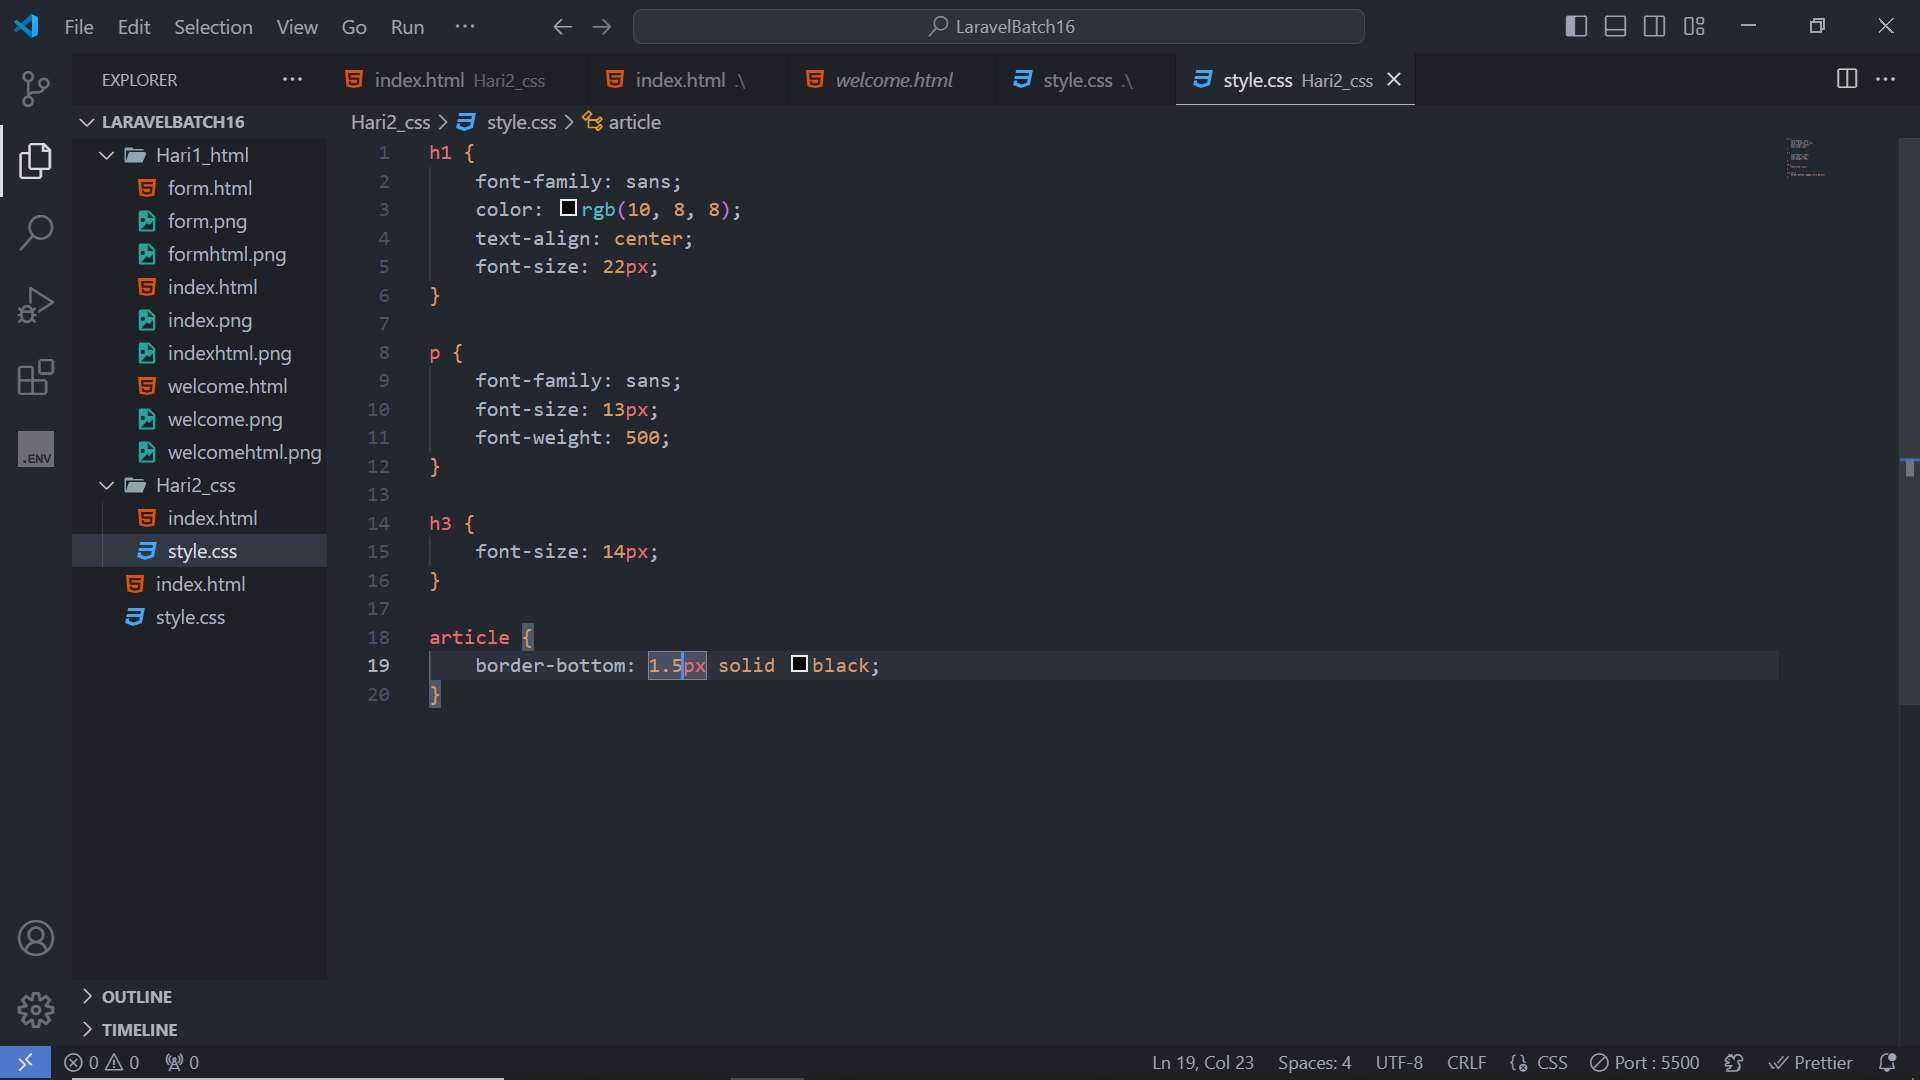 File Edit Selection View Go Run ··· LaravelBatch16
EXPLORER ···
index.html Hari2_css index.html .\ welcome.html style.css .\ style.css Hari2_css
LARAVELBATCH16
Hari1_html
form.html
form.png
formhtml.png
index.html
index.png
indexhtml.png
welcome.html
welcome.png
welcomehtml.png
Hari2_css
index.html
style.css
index.html
style.css
.ENV
OUTLINE
TIMELINE
Hari2_css > style.css > article
1 h1 {
2 font-family: sans;
3 color: rgb(10, 8, 8);
4 text-align: center;
5 font-size: 22px;
6 }
7
8 p {
9 font-family: sans;
10 font-size: 13px;
11 font-weight: 500;
12 }
13
14 h3 {
15 font-size: 14px;
16 }
17
18 article {
19 border-bottom: 1.5px solid black;
20 }
0 0 0 Ln 19, Col 23 Spaces: 4 UTF-8 CRLF CSS Port : 5500 Prettier